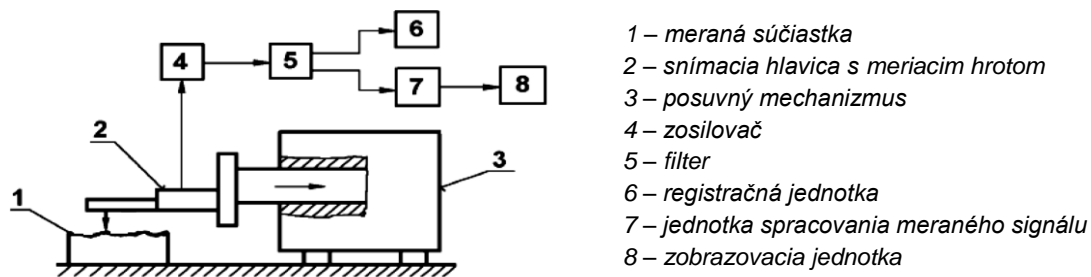 6
4
5
7
8
2
3
1
1 – meraná súčiastka
2 – snímacia hlavica s meriacim hrotom
3 – posuvný mechanizmus
4 – zosilovač
5 – filter
6 – registračná jednotka
7 – jednotka spracovania meraného signálu
8 – zobrazovacia jednotka